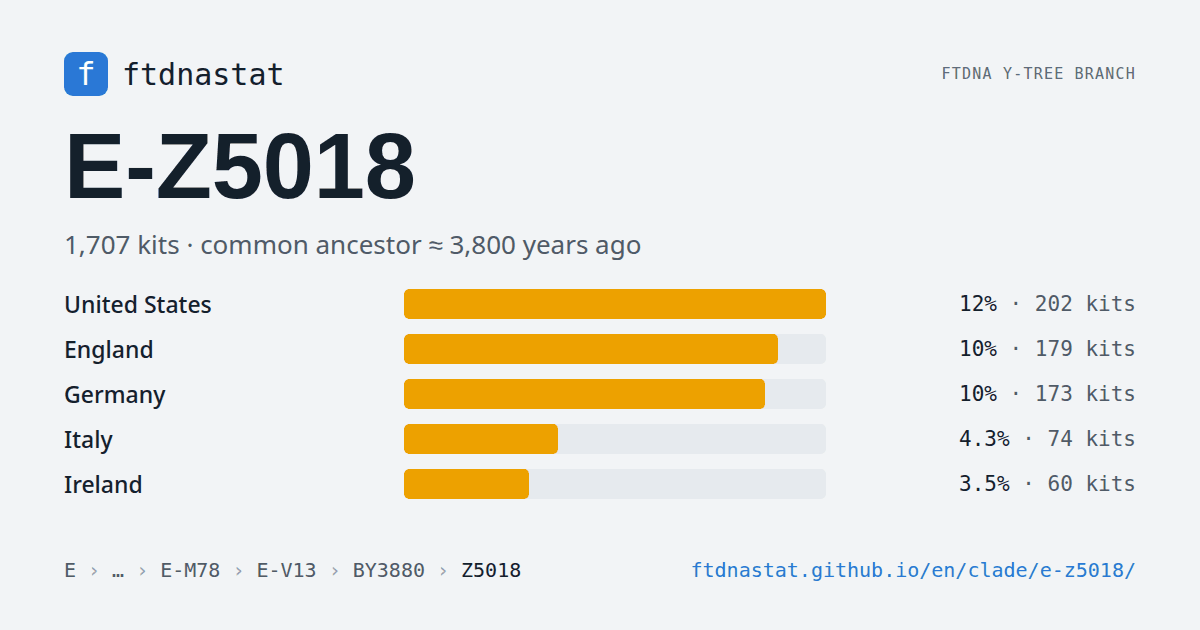 f ftdnastat
FTDNA Y-TREE BRANCH
E-Z5018
1,707 kits · common ancestor ≈ 3,800 years ago
United States 12% · 202 kits
England 10% · 179 kits
Germany 10% · 173 kits
Italy 4.3% · 74 kits
Ireland 3.5% · 60 kits
E › … › E-M78 › E-V13 › BY3880 › Z5018
ftdnastat.github.io/en/clade/e-z5018/